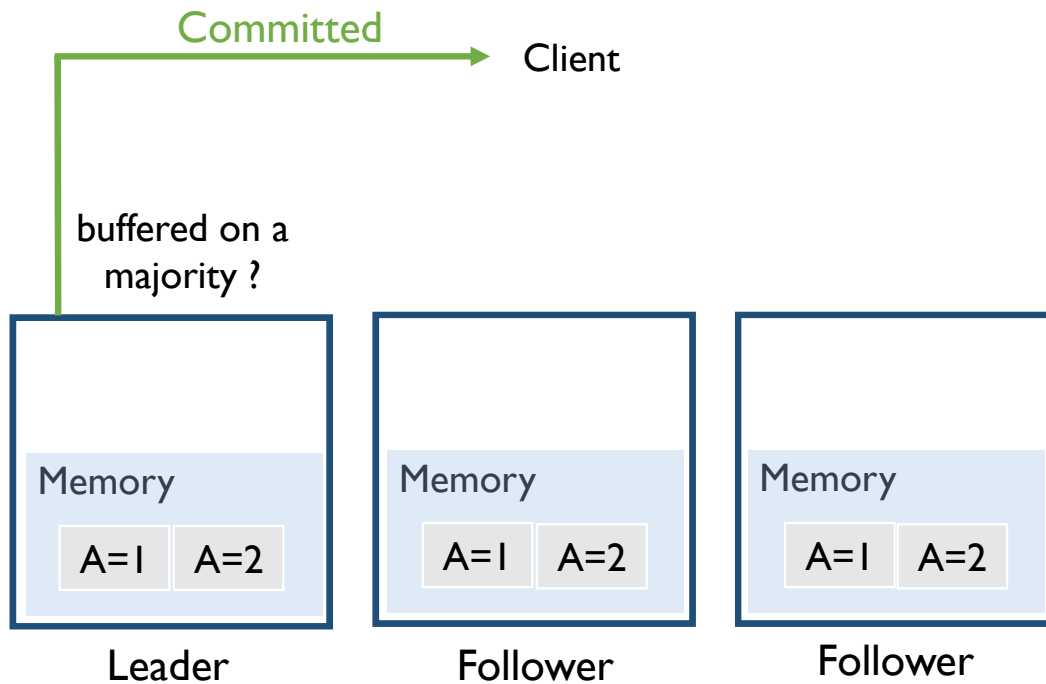 Committed
Client
buffered on a
majority ?
Memory
A=1 A=2
Leader
Memory
A=1 A=2
Follower
Memory
A=1 A=2
Follower